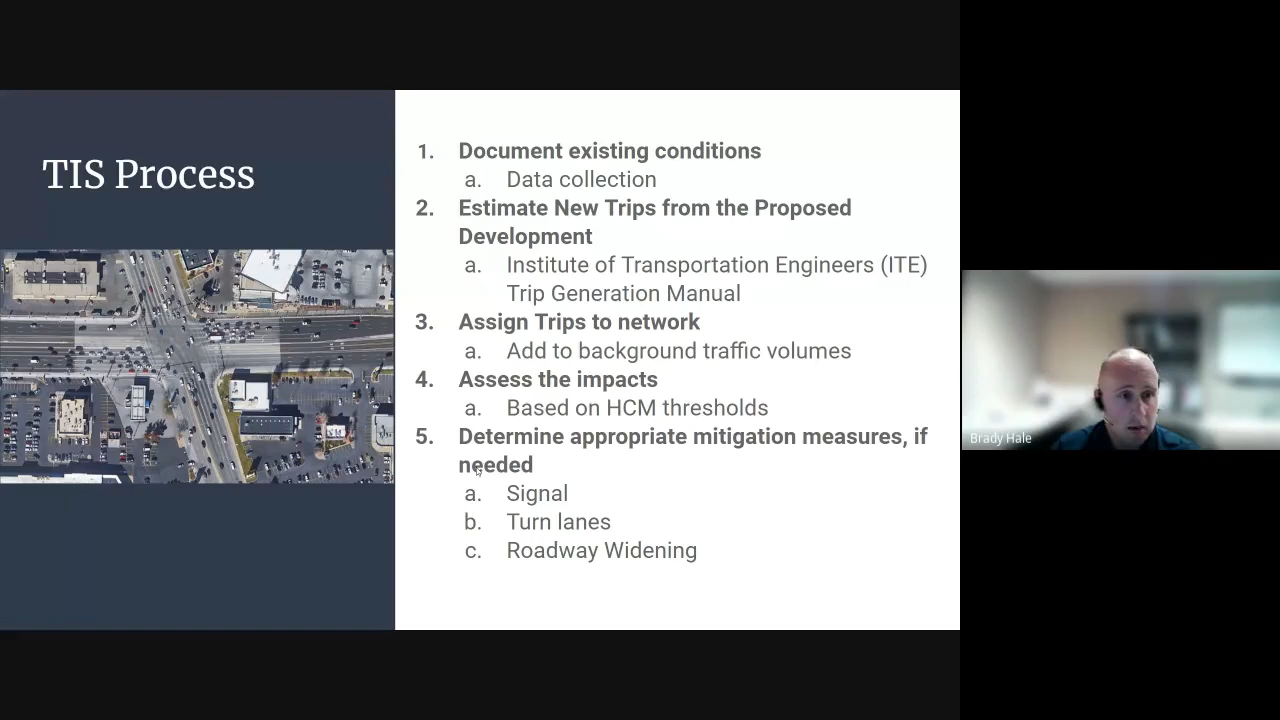 TIS Process
1. Document existing conditions
a. Data collection
2. Estimate New Trips from the Proposed
Development
a. Institute of Transportation Engineers (ITE)
Trip Generation Manual
3. Assign Trips to network
a. Add to background traffic volumes
4. Assess the impacts
a. Based on HCM thresholds
5. Determine appropriate mitigation measures, if
needed
a. Signal
b. Turn lanes
c. Roadway Widening
Brady Hale